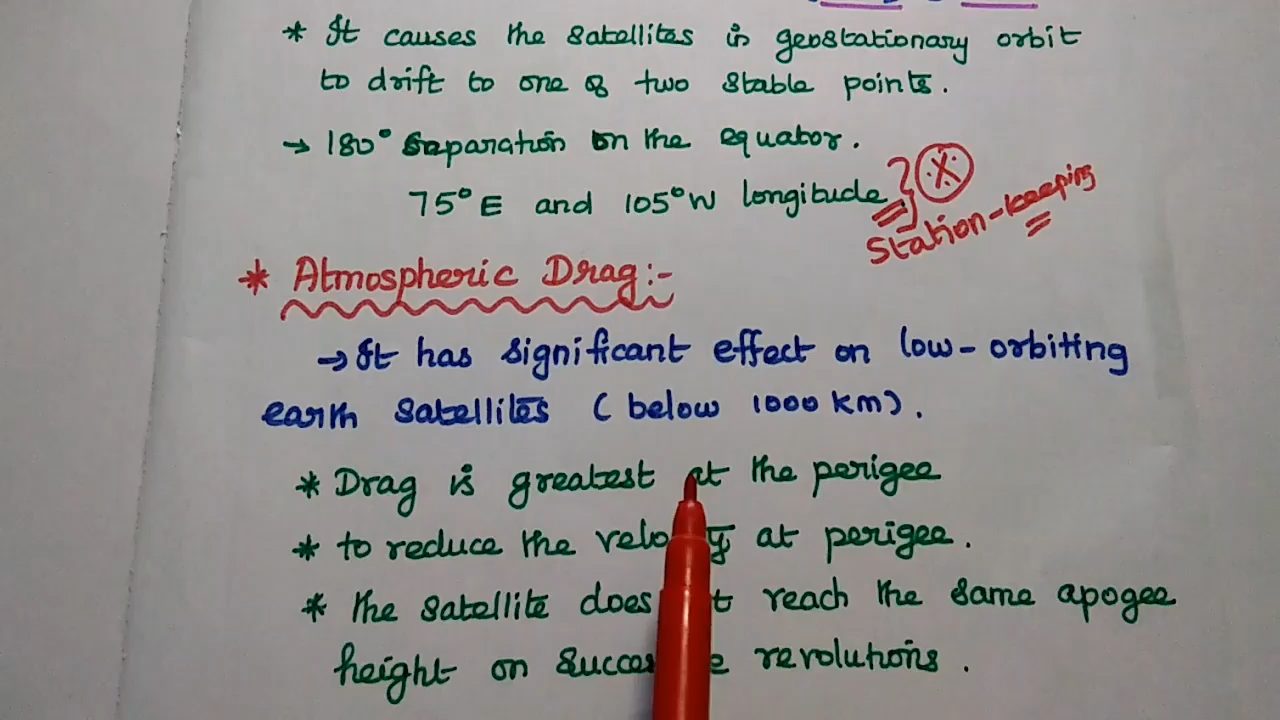 * It causes the satellites in geostationary orbit
to drift to one of two stable points.
→ 180° Separation on the equator.
75°E and 105°W longitude
Station-keeping
* Atmospheric Drag:-
→ It has significant effect on low-orbiting
earth satellites (below 1000 km).
* Drag is greatest at the perigee
* to reduce the at perigee.
* the satellite does reach the same apogee
height on revolutions.